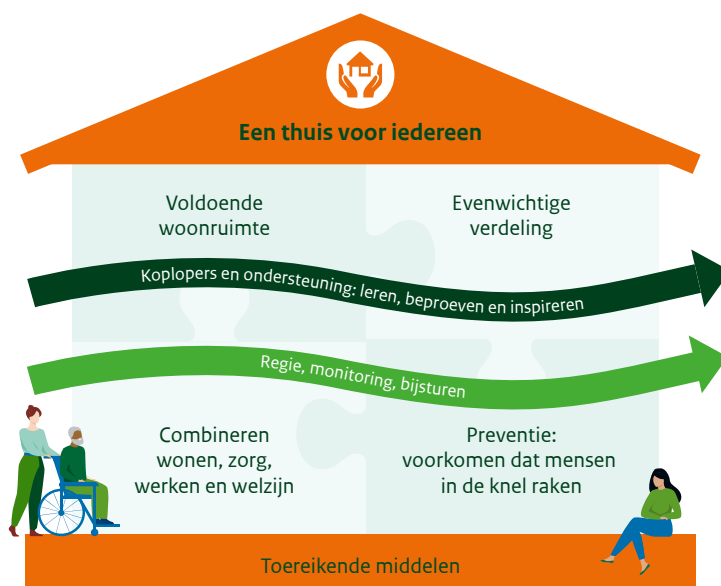 Een thuis voor iedereen
Voldoende
woonruimte
Evenwichtige
verdeling
Koplopers en ondersteuning: leren, beproeven en inspireren
Regie, monitoring, bijsturen
Combineren
wonen, zorg,
werken en welzijn
Preventie:
voorkomen dat mensen
in de knel raken
Toereikende middelen